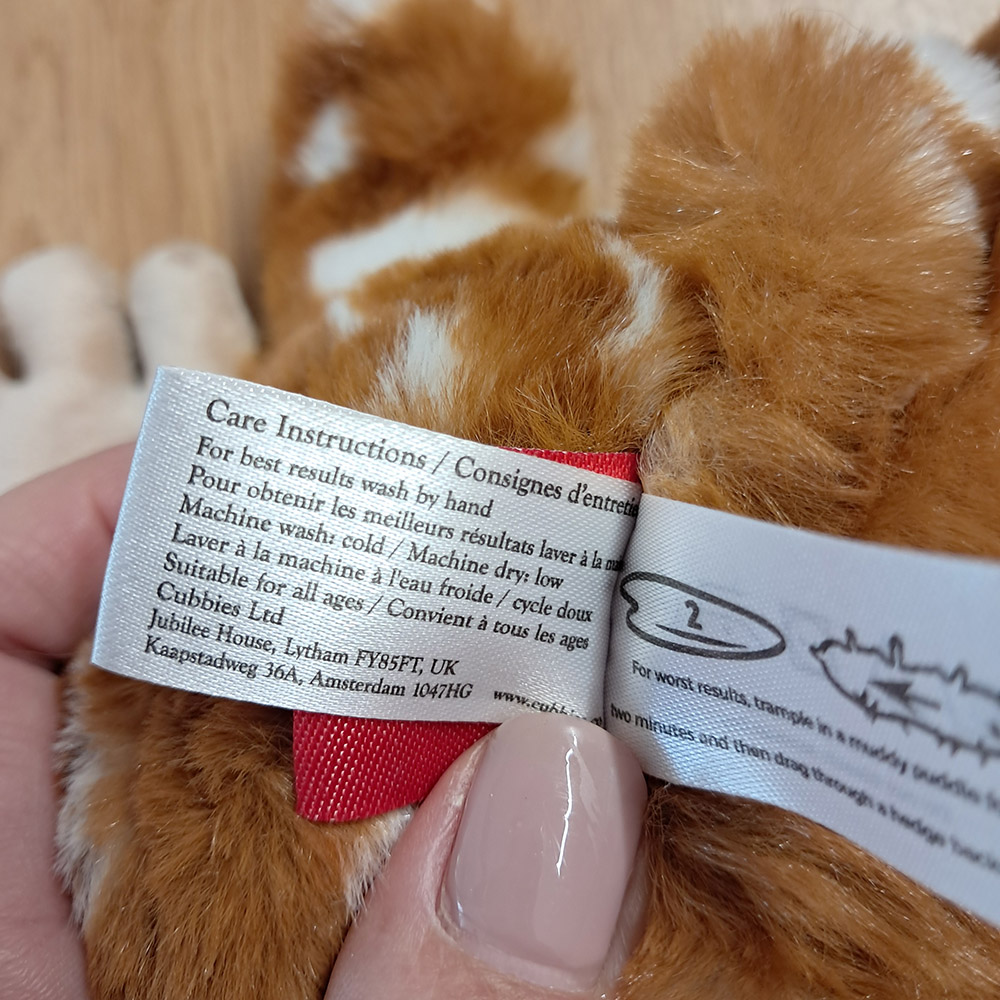 Care Instructions / Consignes d'entretie
For best results wash by hand
Pour obtenir les meilleurs résultats laver à la
Machine wash: cold / Machine dry: low
Laver à la machine à l'eau froide / cycle doux
Suitable for all ages / Convient à tous les ages
Cubbies Ltd
Jubilee House, Lytham FY85FT, UK
Kaapstadweg 36A, Amsterdam 1047HG
2
For worst results, trample in a muddy puddle
two minutes and then drag through a hedge